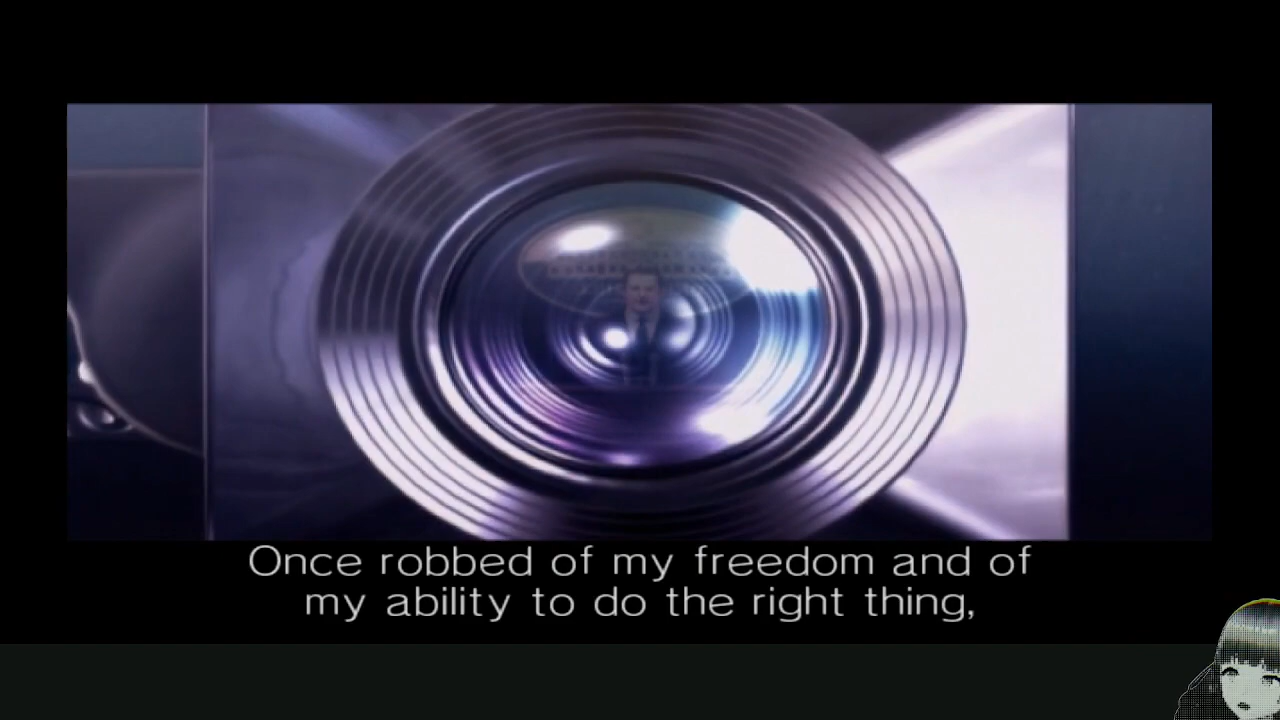 Once robbed of my freedom and of
my ability to do the right thing,